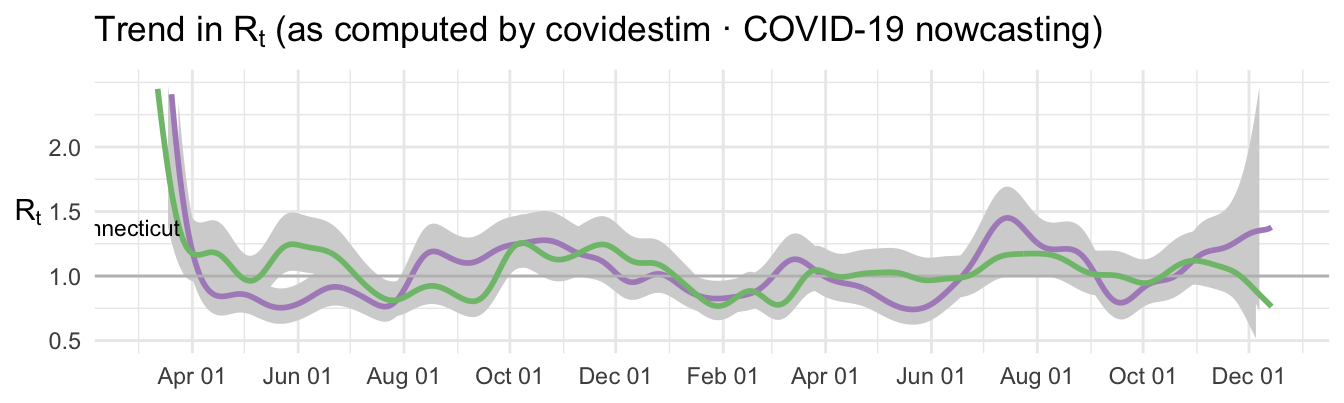 Trend in Rt (as computed by covidestim · COVID-19 nowcasting)
2.0
Rt 1.5
nnecticut
1.0
0.5
Apr 01 Jun 01 Aug 01 Oct 01 Dec 01 Feb 01 Apr 01 Jun 01 Aug 01 Oct 01 Dec 01